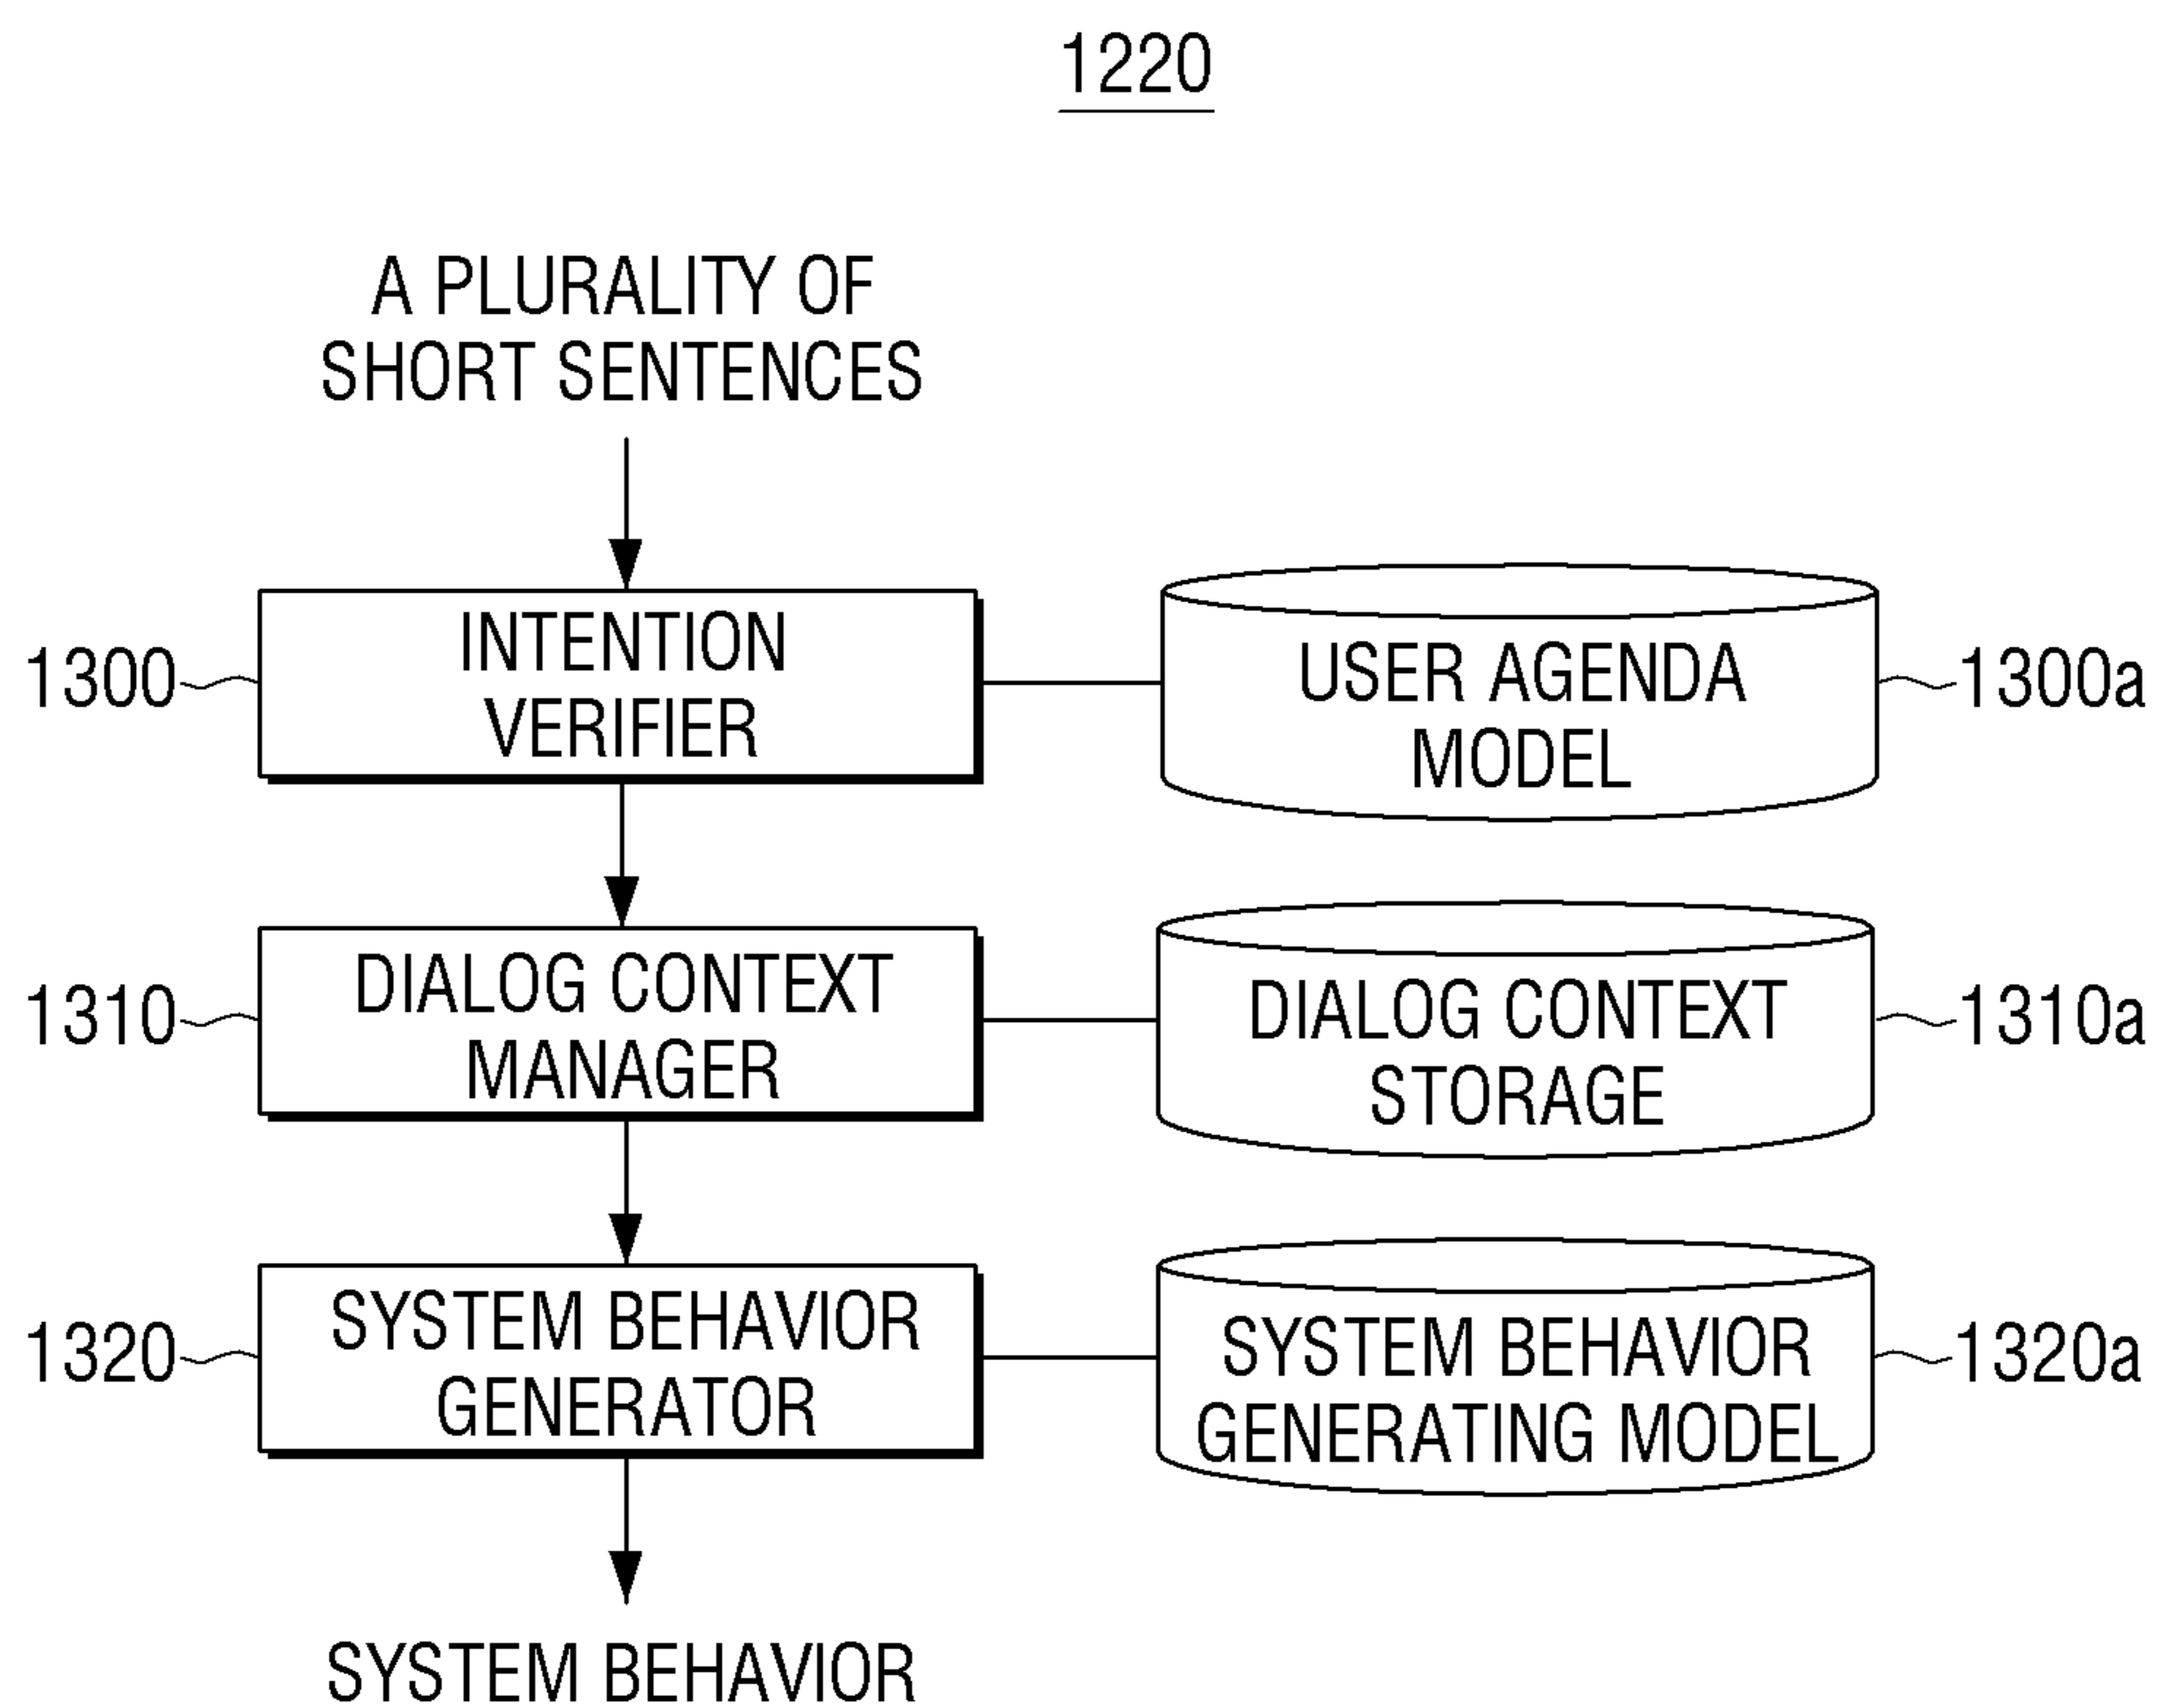 1220
A PLURALITY OF
SHORT SENTENCES
1300
INTENTION
VERIFIER
USER AGENDA
MODEL
1300a
1310
DIALOG CONTEXT
MANAGER
DIALOG CONTEXT
STORAGE
1310a
1320
SYSTEM BEHAVIOR
GENERATOR
SYSTEM BEHAVIOR
GENERATING MODEL
1320a
SYSTEM BEHAVIOR